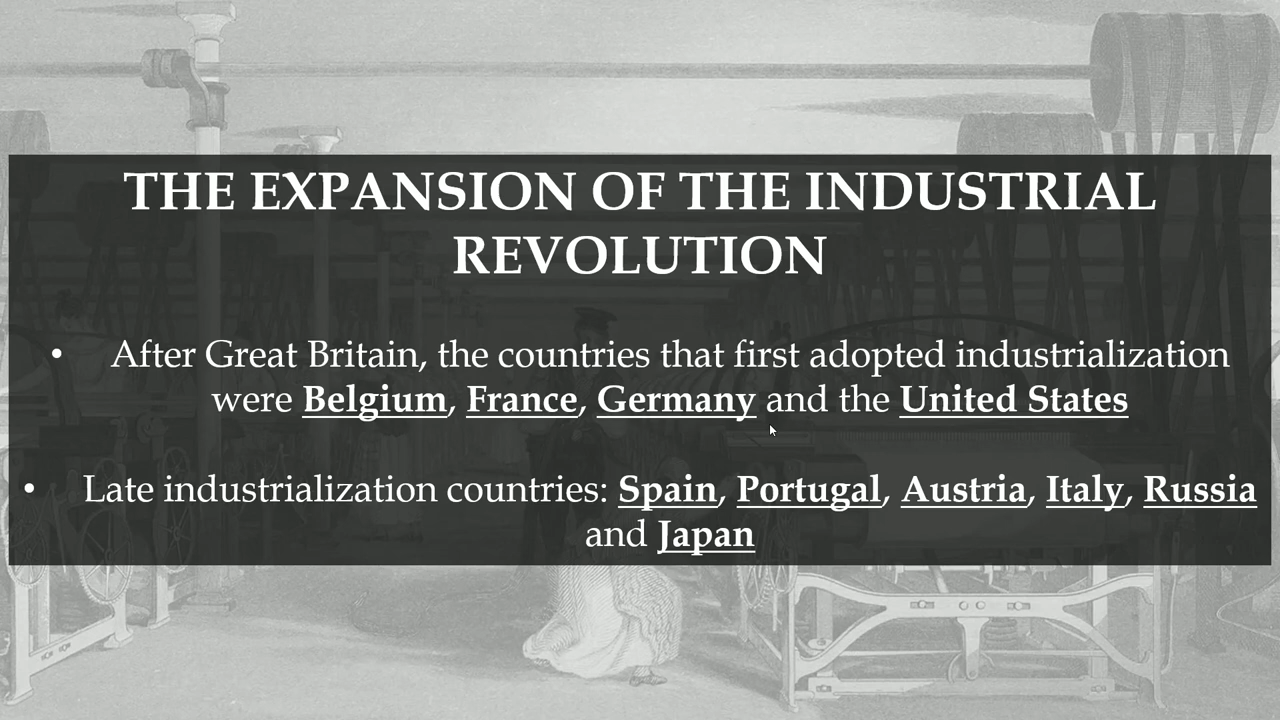 THE EXPANSION OF THE INDUSTRIAL
REVOLUTION
• After Great Britain, the countries that first adopted industrialization
were Belgium, France, Germany and the United States
• Late industrialization countries: Spain, Portugal, Austria, Italy, Russia
and Japan